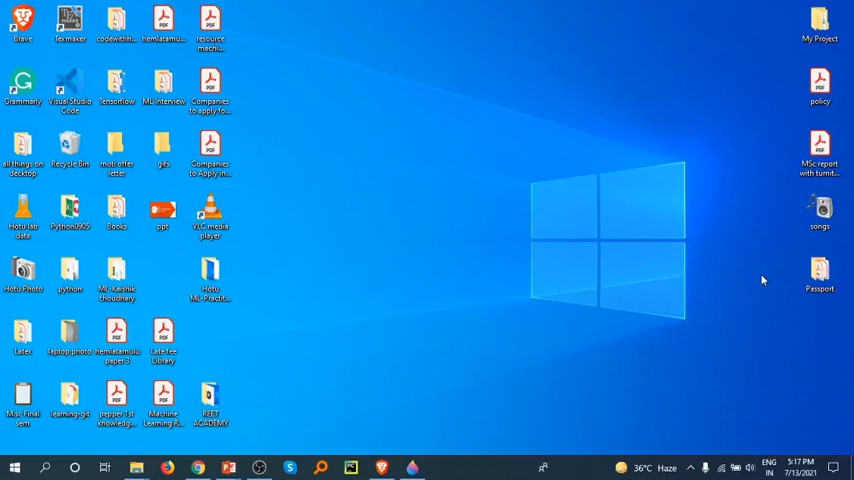 Brave
Texmaker
codewithh...
hemlatamu...
resource
machi...
My Project
Grammarly
Visual Studio
Code
Tensorflow
ML Interview
Companies
to apply fo...
policy
all things on
decktop
Recycle Bin
moti offer
letter
gifs
Companies
to Apply in...
MSc report
with turnit...
Hotu lab
data
Python0905
Books
ppt
VLC media
player
songs
Hotu Photo
python
ML-Kaishik
choudhary
Hotu
ML-Practit...
Passport
Latex
laptop photo
hemlatamulu
paper 3
Late fee
Library
M.sc Final
sem
learning-git
pepper 1st
knowledg...
Machine
Learning R...
REET
ACADEMY
36°C Haze
ENG
IN
5:17 PM
7/13/2021